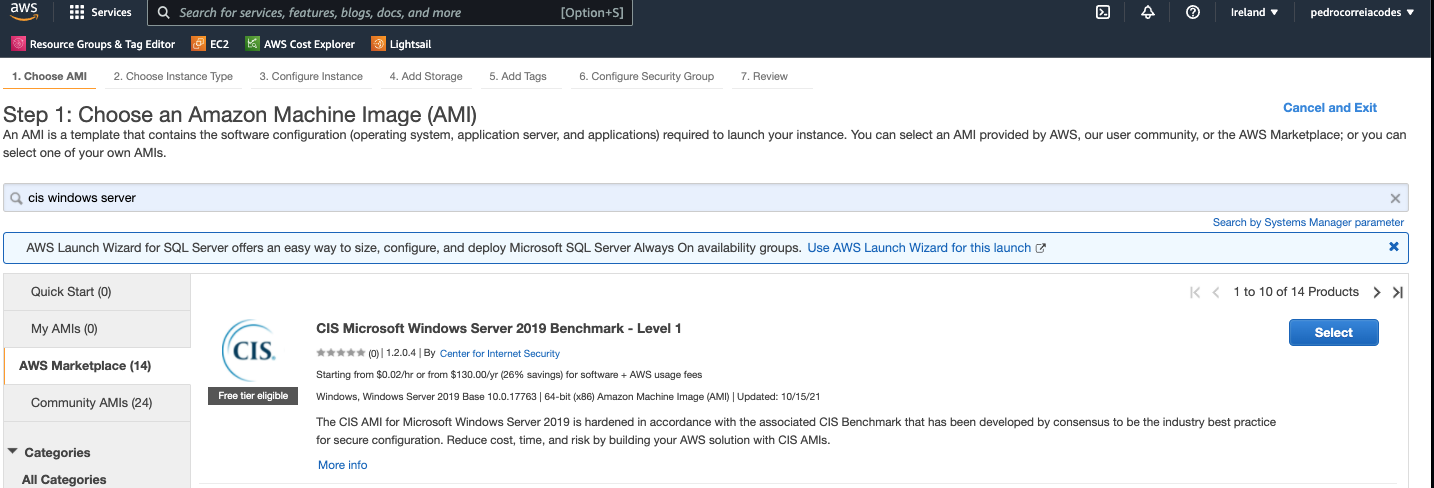 aws Services Search for services, features, blogs, docs, and more [Option+S] Ireland ▼ pedrocorreiacodes ▼
Resource Groups & Tag Editor EC2 AWS Cost Explorer Lightsail
1. Choose AMI 2. Choose Instance Type 3. Configure Instance 4. Add Storage 5. Add Tags 6. Configure Security Group 7. Review
Step 1: Choose an Amazon Machine Image (AMI) Cancel and Exit
An AMI is a template that contains the software configuration (operating system, application server, and applications) required to launch your instance. You can select an AMI provided by AWS, our user community, or the AWS Marketplace; or you can
select one of your own AMIs.
cis windows server
Search by Systems Manager parameter
AWS Launch Wizard for SQL Server offers an easy way to size, configure, and deploy Microsoft SQL Server Always On availability groups. Use AWS Launch Wizard for this launch
Quick Start (0)
My AMIs (0)
AWS Marketplace (14)
Community AMIs (24)
Categories
All Categories
1 to 10 of 14 Products
CIS.
Free tier eligible
CIS Microsoft Windows Server 2019 Benchmark - Level 1
Select
★★★★★ (0) | 1.2.0.4 | By Center for Internet Security
Starting from $0.02/hr or from $130.00/yr (26% savings) for software + AWS usage fees
Windows, Windows Server 2019 Base 10.0.17763 | 64-bit (x86) Amazon Machine Image (AMI) | Updated: 10/15/21
The CIS AMI for Microsoft Windows Server 2019 is hardened in accordance with the associated CIS Benchmark that has been developed by consensus to be the industry best practice
for secure configuration. Reduce cost, time, and risk by building your AWS solution with CIS AMIs.
More info